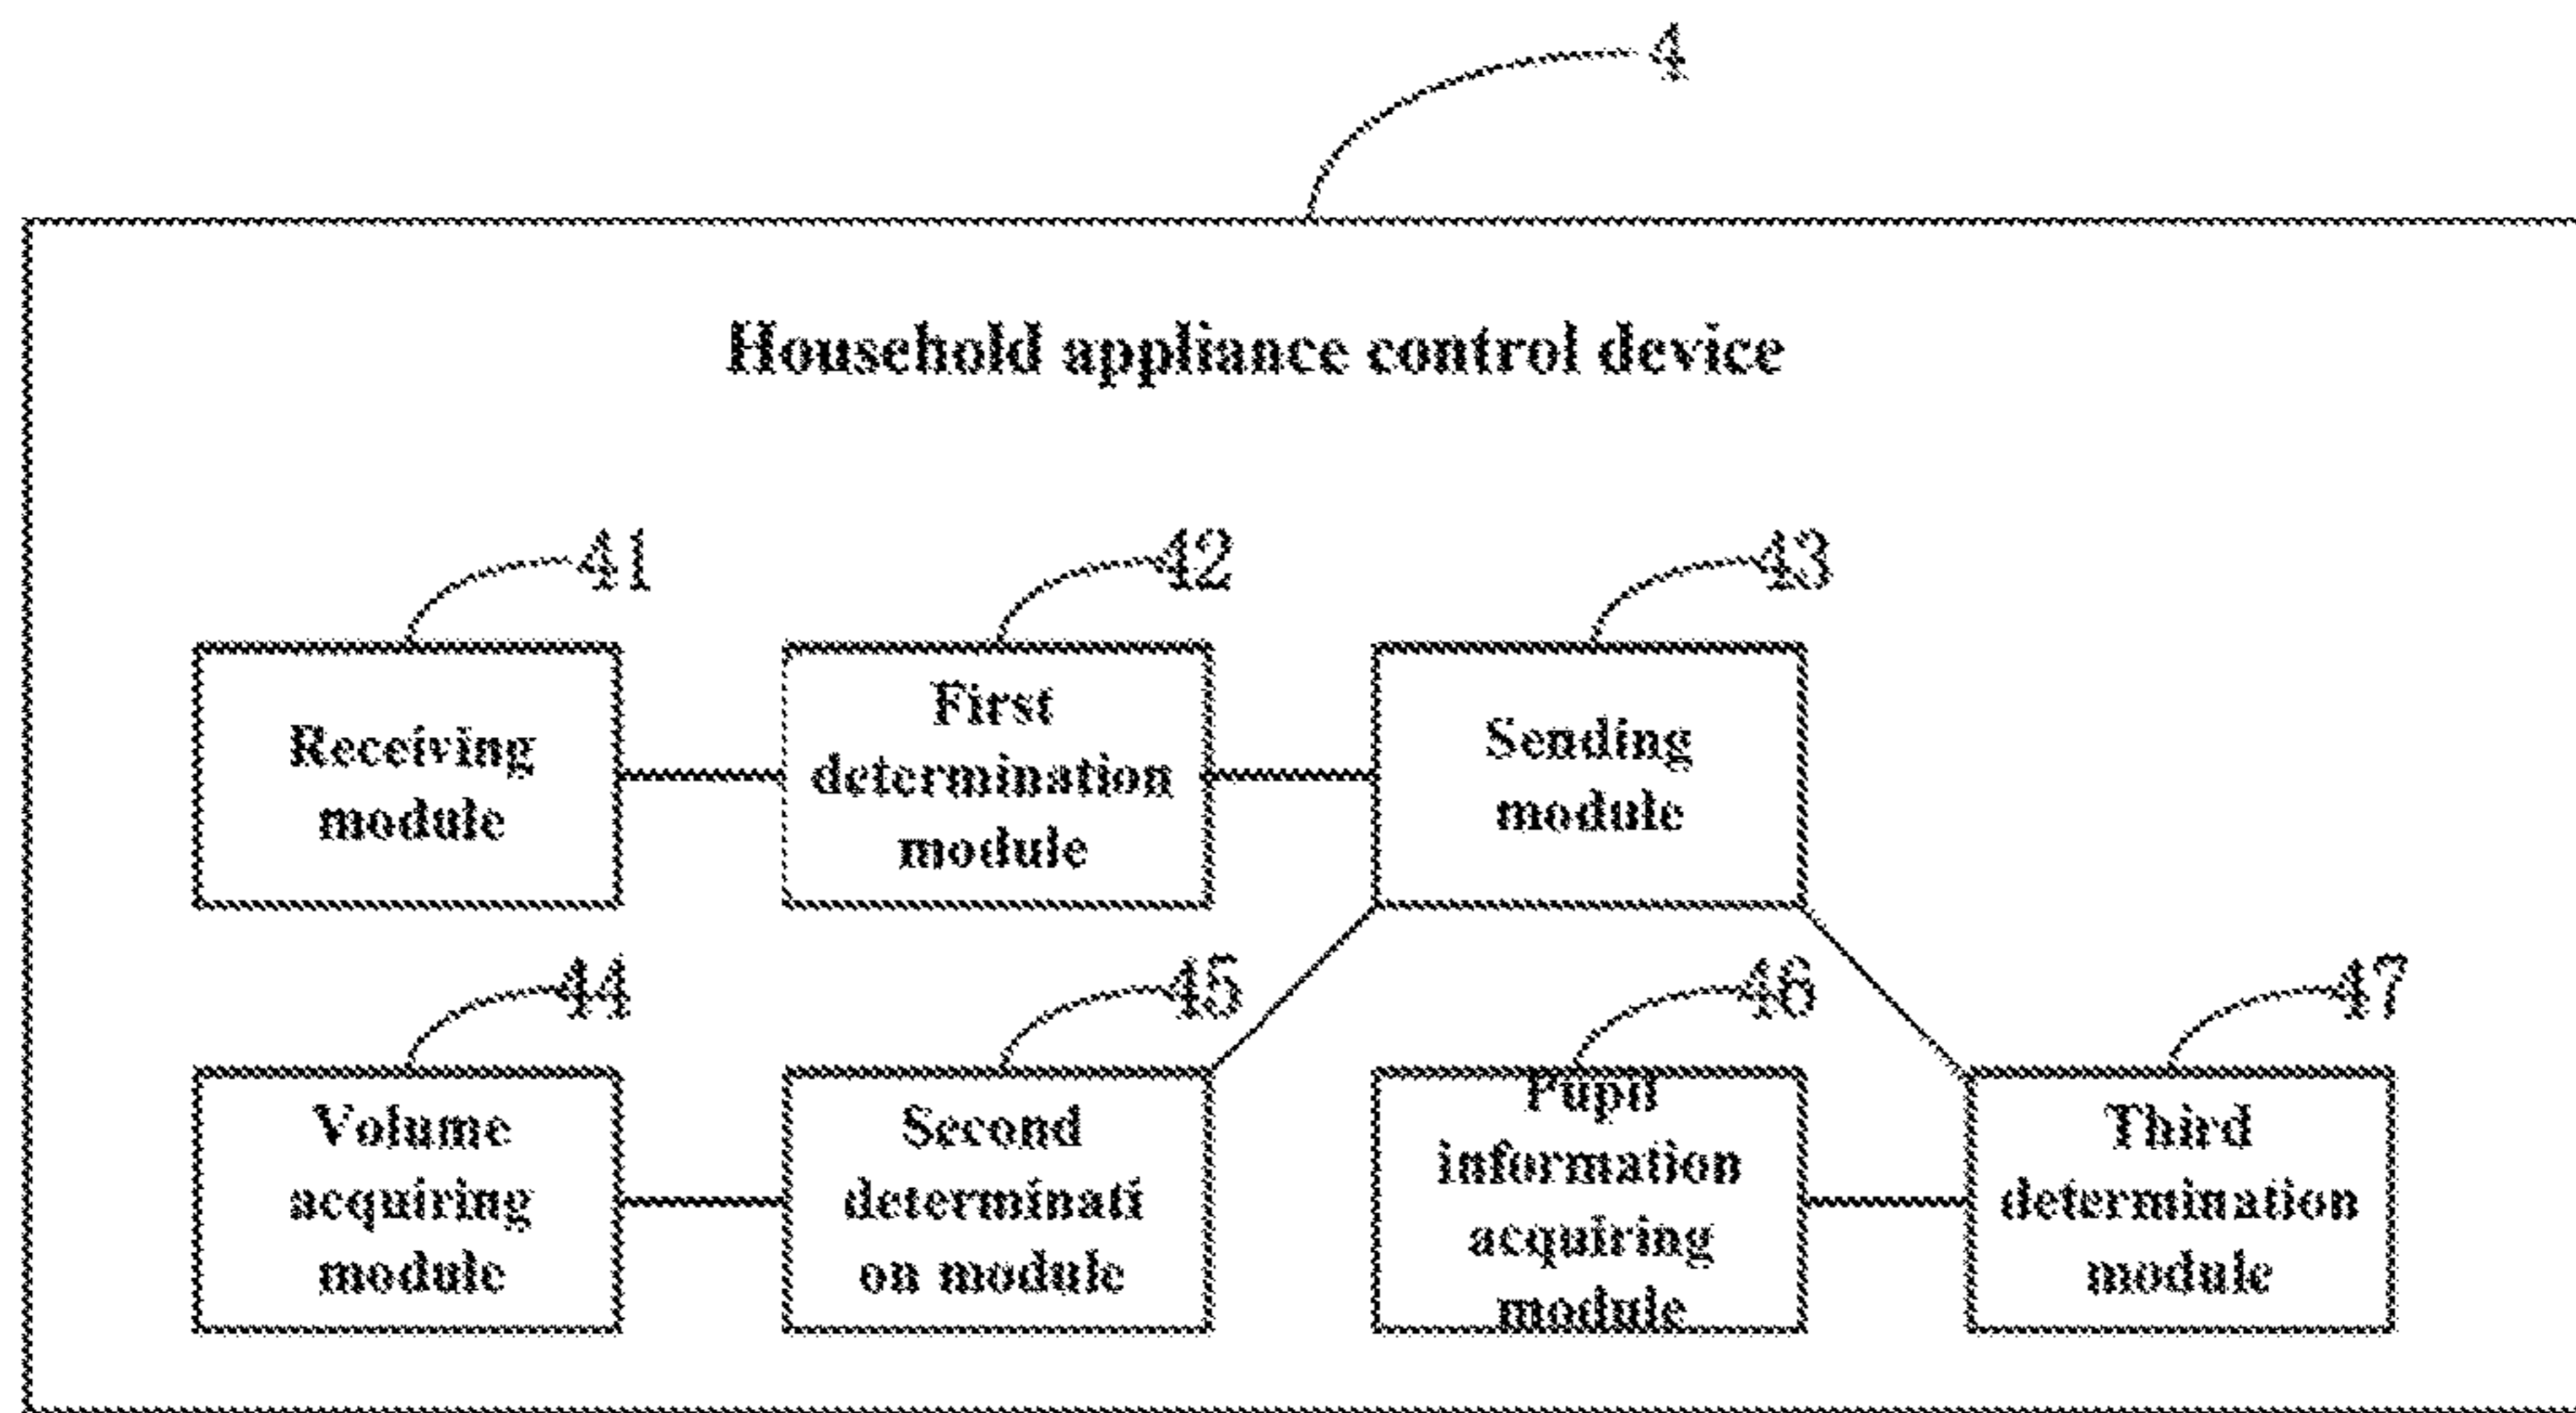 4
Household appliance control device
41
42
43
Receiving
module
First
determination
module
Sending
module
44
45
46
47
Volume
acquiring
module
Second
determinati
on module
Pupil
information
acquiring
module
Third
determination
module